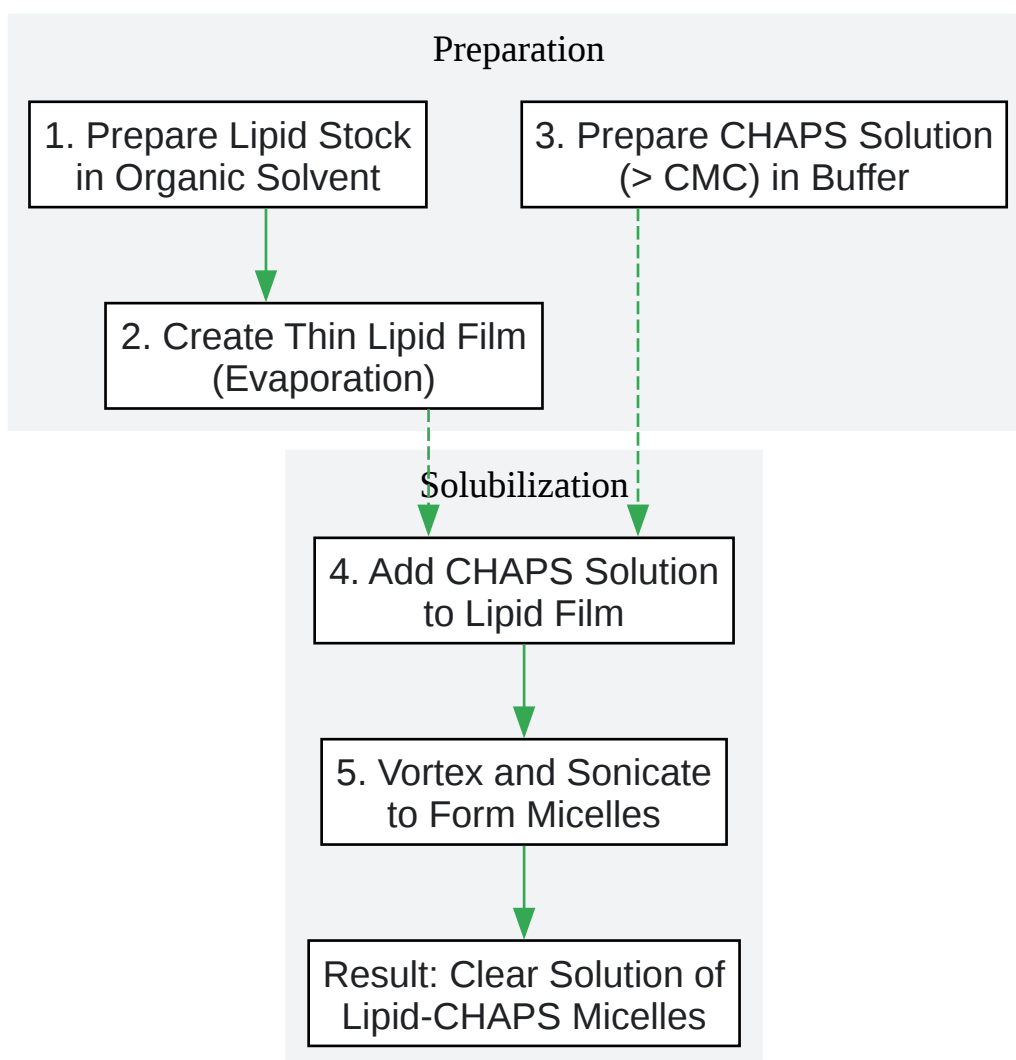 Preparation
1. Prepare Lipid Stock
in Organic Solvent
3. Prepare CHAPS Solution
(> CMC) in Buffer
2. Create Thin Lipid Film
(Evaporation)
Solubilization
4. Add CHAPS Solution
to Lipid Film
5. Vortex and Sonicate
to Form Micelles
Result: Clear Solution of
Lipid-CHAPS Micelles